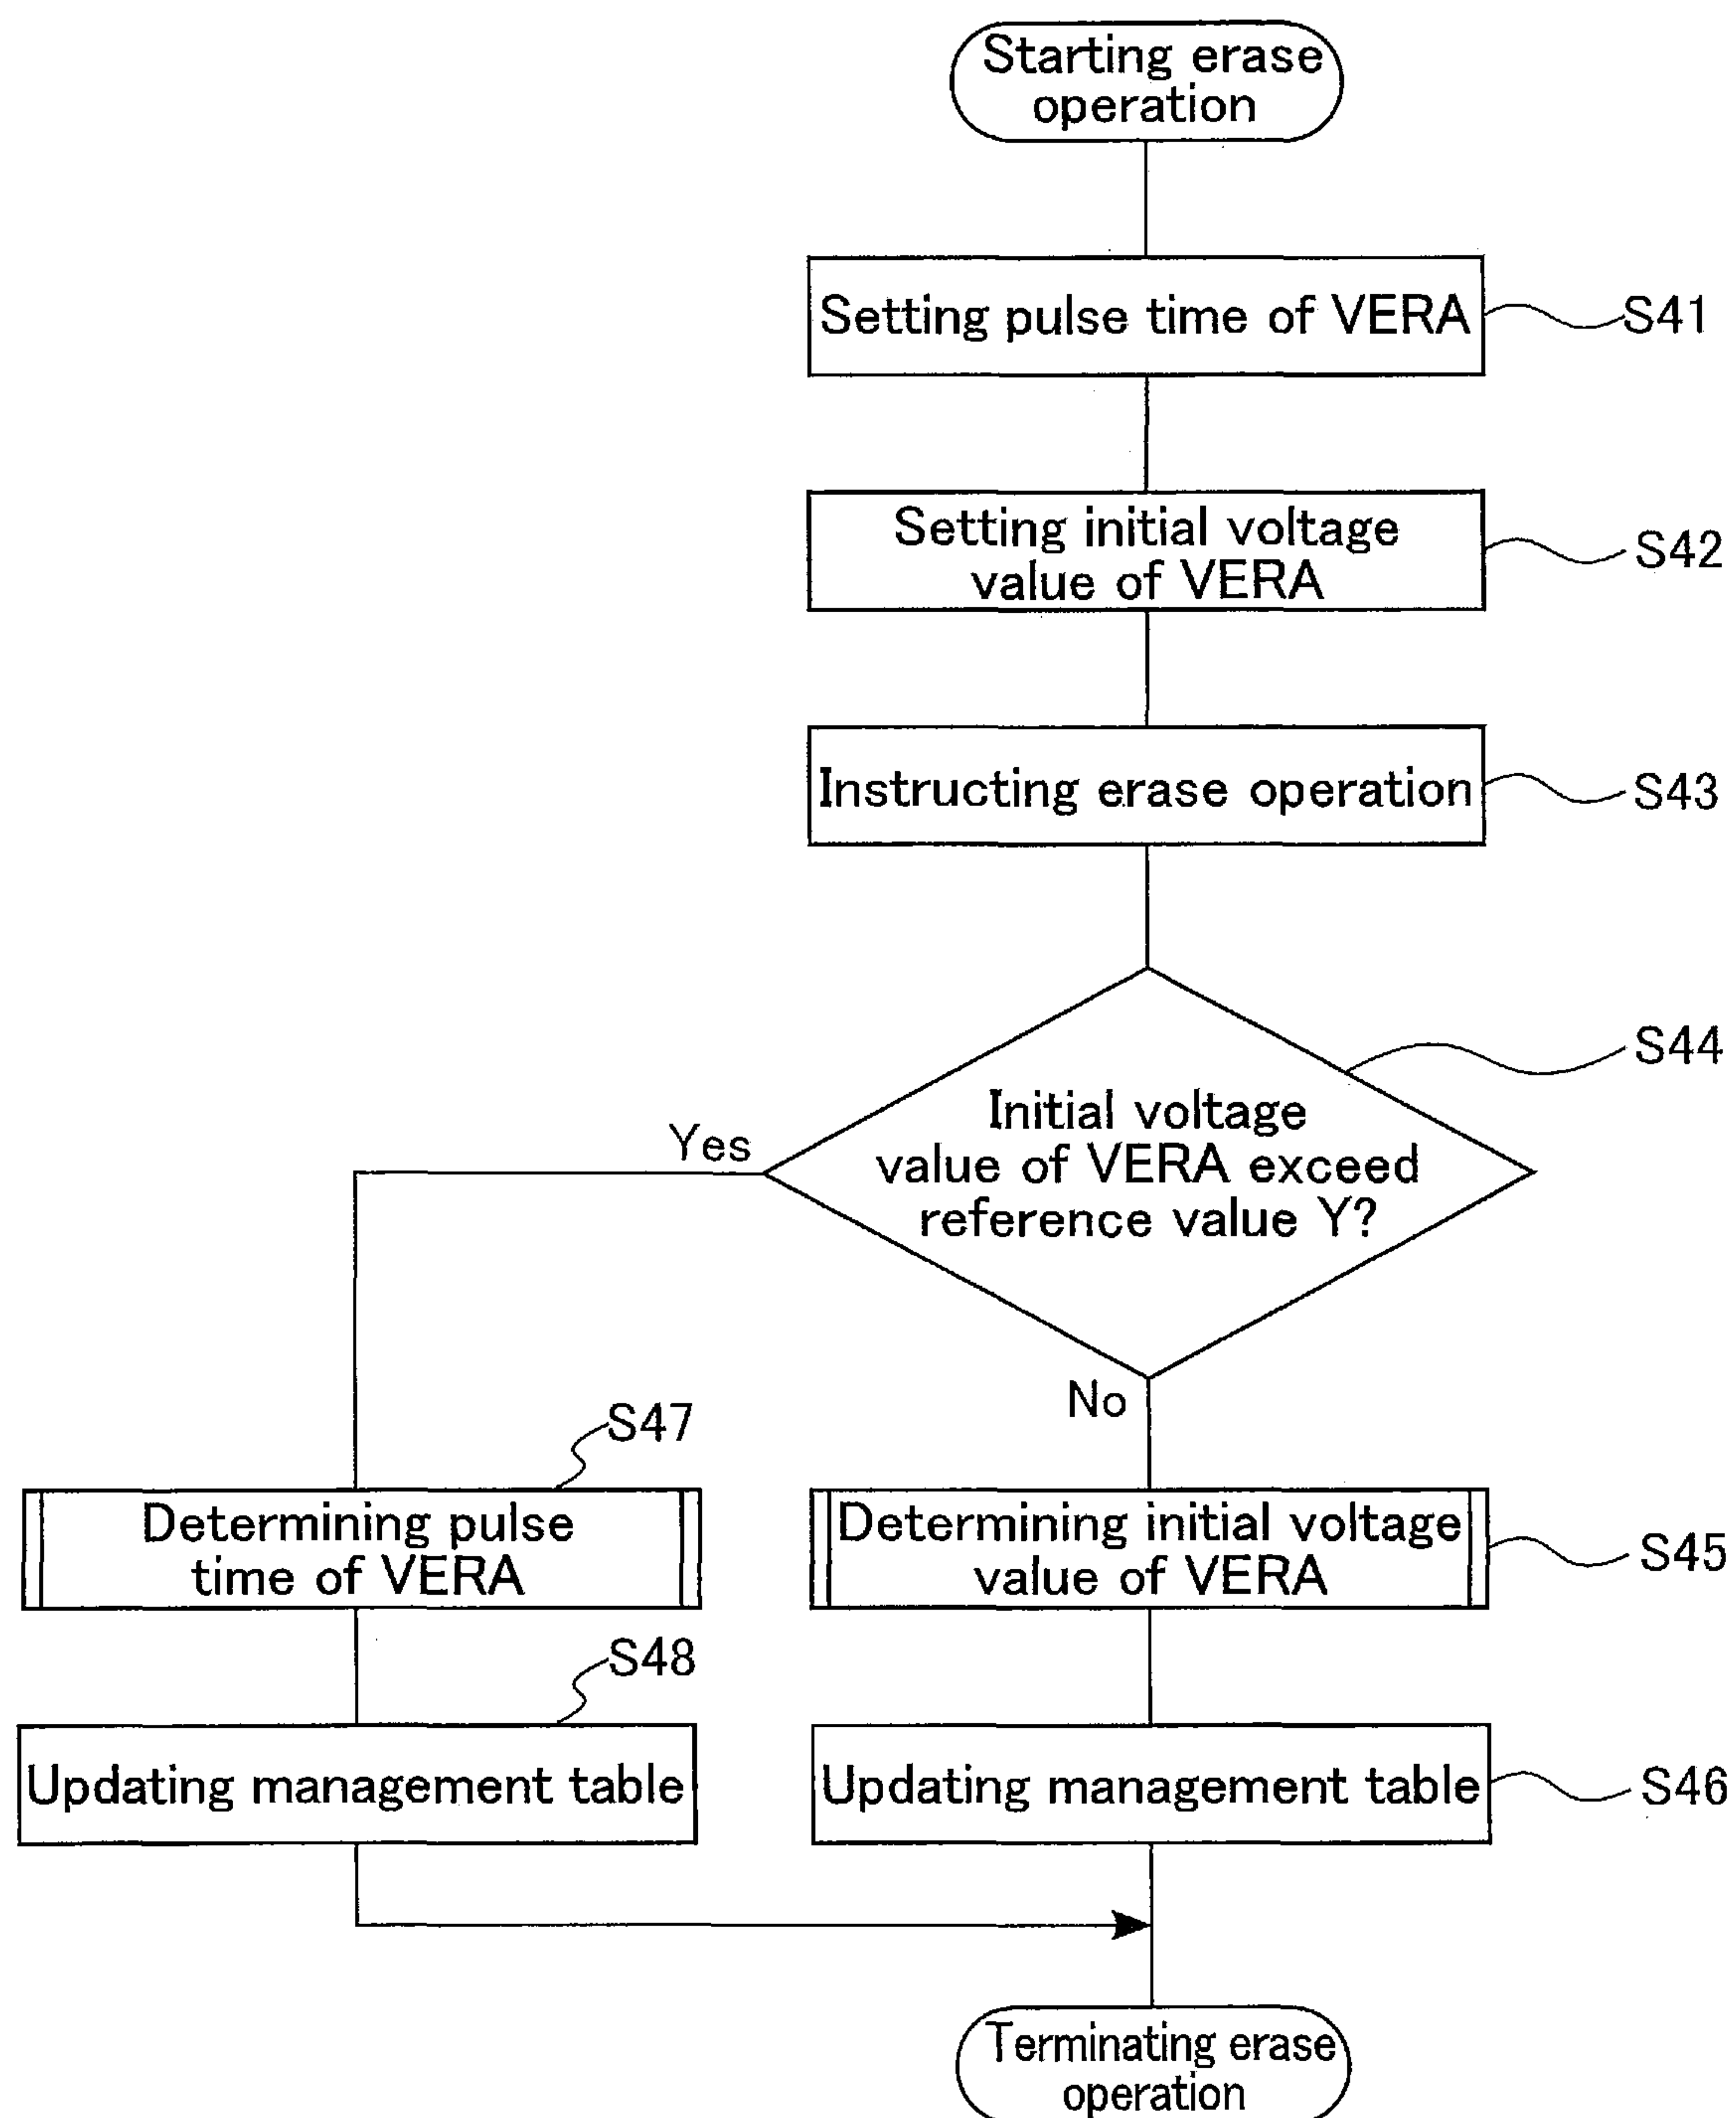 Starting erase
operation
Setting pulse time of VERA
S41
Setting initial voltage
value of VERA
S42
Instructing erase operation
S43
S44
Initial voltage
value of VERA exceed
reference value Y?
Yes
No
S47
Determining pulse
time of VERA
Determining initial voltage
value of VERA
S45
S48
Updating management table
Updating management table
S46
Terminating erase
operation